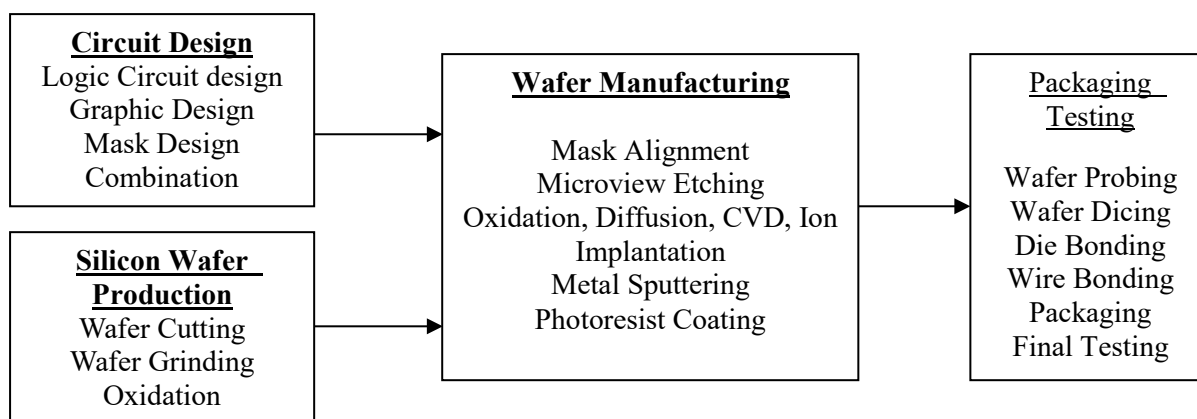 Circuit Design
Logic Circuit design
Graphic Design
Mask Design
Combination
Silicon Wafer
Production
Wafer Cutting
Wafer Grinding
Oxidation
Wafer Manufacturing
Mask Alignment
Microview Etching
Oxidation, Diffusion, CVD, Ion
Implantation
Metal Sputtering
Photoresist Coating
Packaging
Testing
Wafer Probing
Wafer Dicing
Die Bonding
Wire Bonding
Packaging
Final Testing